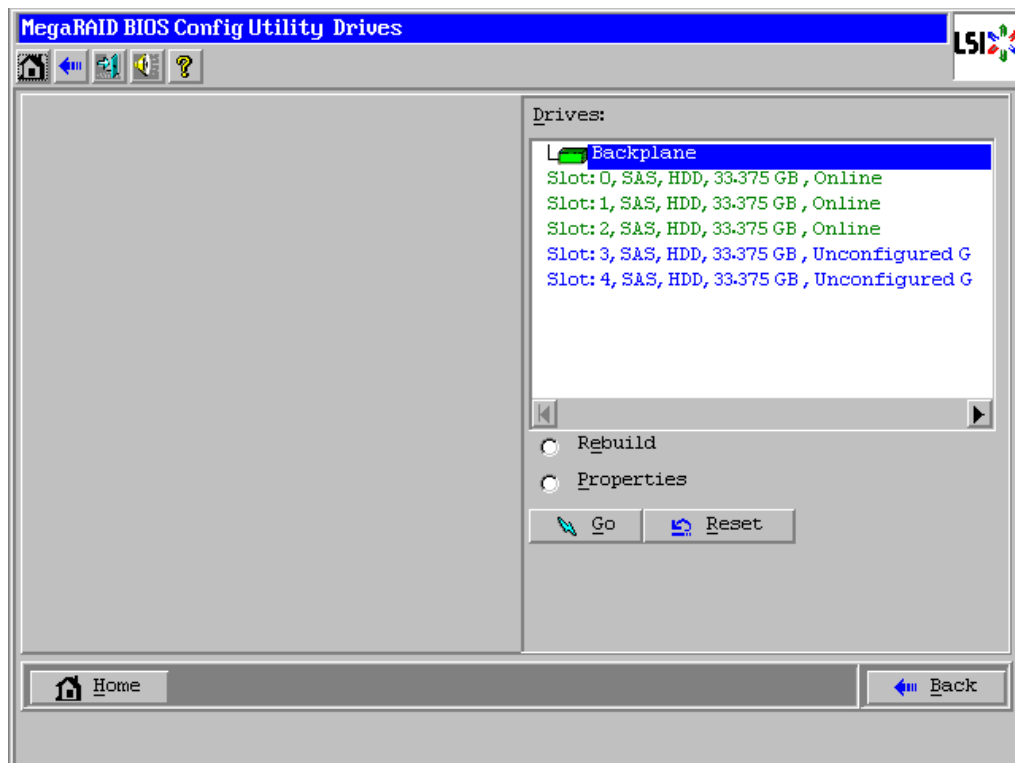 MegaRAID BIOS Config Utility Drives
LSI
Drives:
Backplane
Slot: 0, SAS, HDD, 33.375 GB , Online
Slot: 1, SAS, HDD, 33.375 GB , Online
Slot: 2, SAS, HDD, 33.375 GB , Online
Slot: 3, SAS, HDD, 33.375 GB , Unconfigured G
Slot: 4, SAS, HDD, 33.375 GB , Unconfigured G
Rebuild
Properties
Go Reset
Home Back